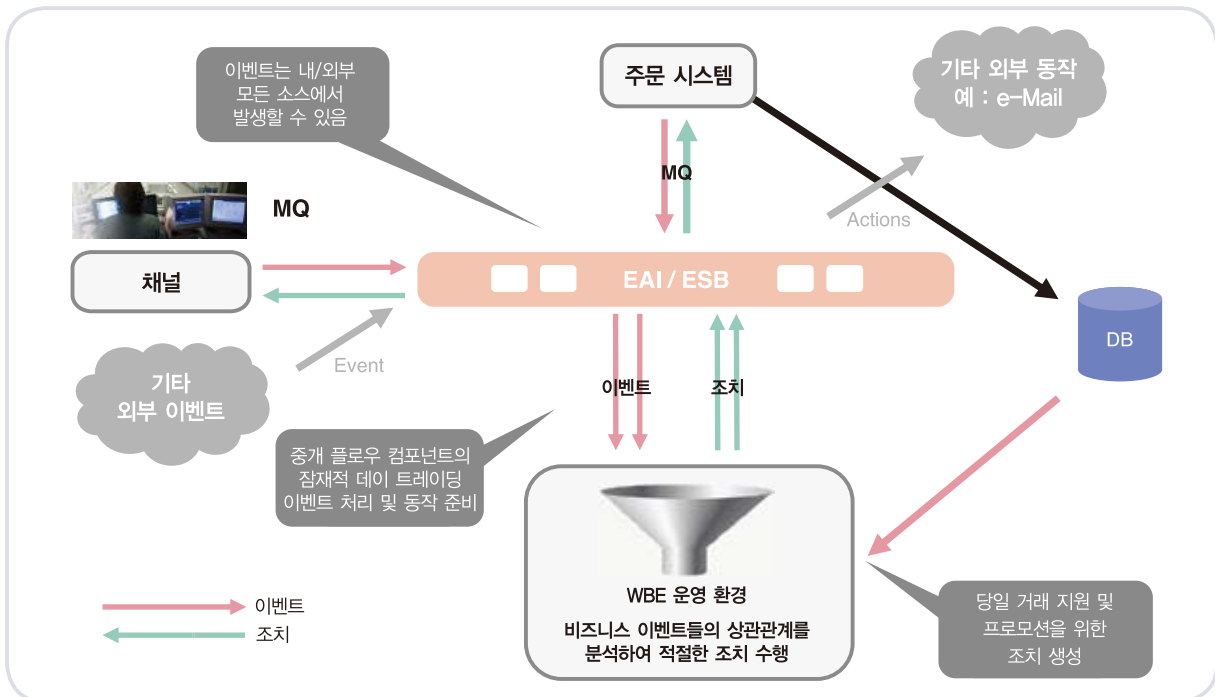 이벤트는 내/외부
모든 소스에서
발생할 수 있음
주문 시스템
기타 외부 동작
예 : e-Mail
MQ
MQ
Actions
채널
EAI / ESB
DB
Event
기타
외부 이벤트
이벤트
조치
중개 플로우 컴포넌트의
잠재적 데이 트레이딩
이벤트 처리 및 동작 준비
WBE 운영 환경
비즈니스 이벤트들의 상관관계를
분석하여 적절한 조치 수행
당일 거래 지원 및
프로모션을 위한
조치 생성
이벤트
조치